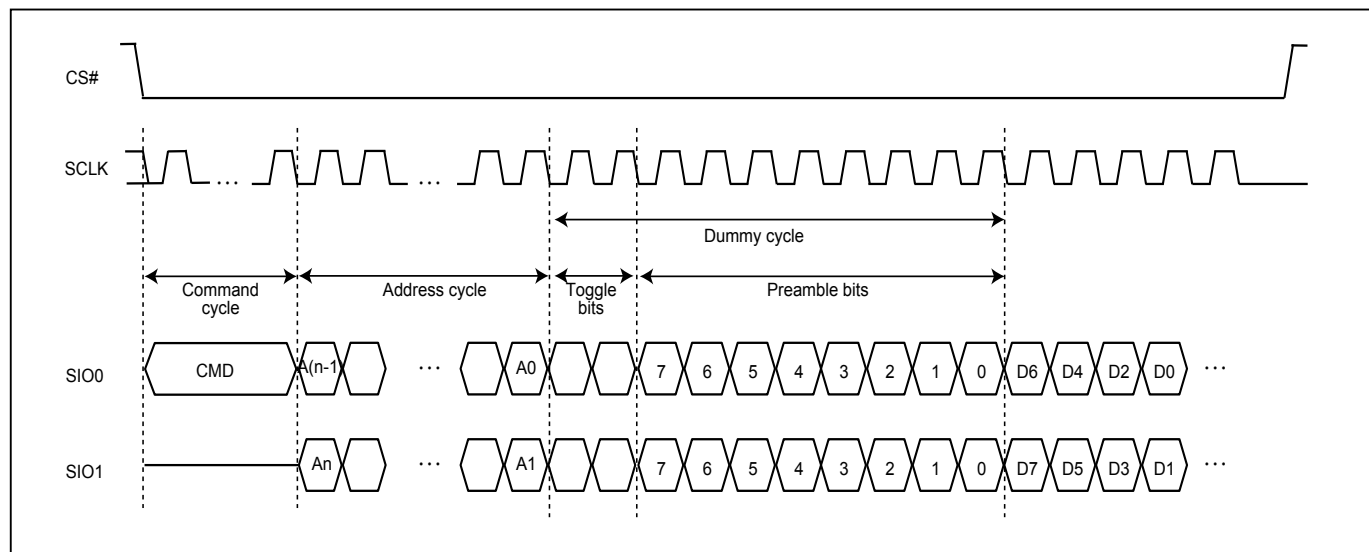 CS#
SCLK
···
···
Dummy cycle
Command
cycle
Address cycle
Toggle
bits
Preamble bits
SIO0
CMD
A(n-1)
···
A0
7 6 5 4 3 2 1 0
D6 D4 D2 D0 ···
SIO1
An
···
A1
7 6 5 4 3 2 1 0
D7 D5 D3 D1 ···